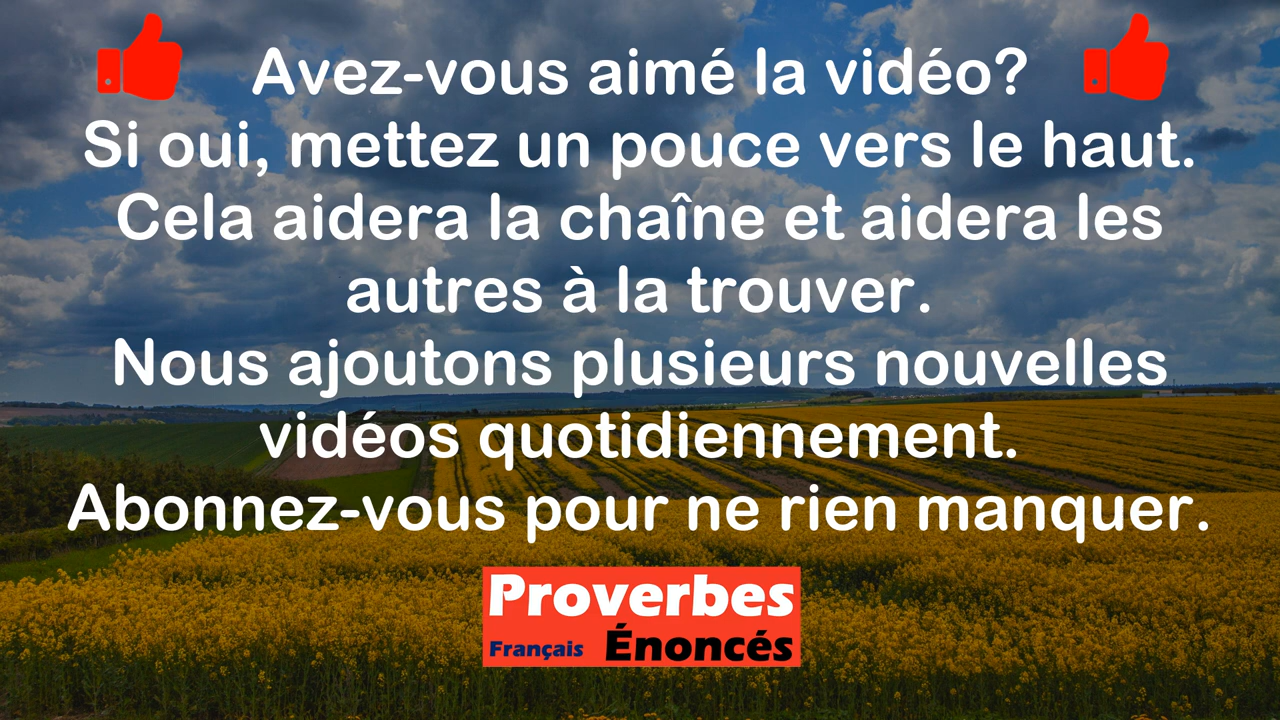 Avez-vous aimé la vidéo?
Si oui, mettez un pouce vers le haut.
Cela aidera la chaîne et aidera les
autres à la trouver.
Nous ajoutons plusieurs nouvelles
vidéos quotidiennement.
Abonnez-vous pour ne rien manquer.
Proverbes
Français Énoncés